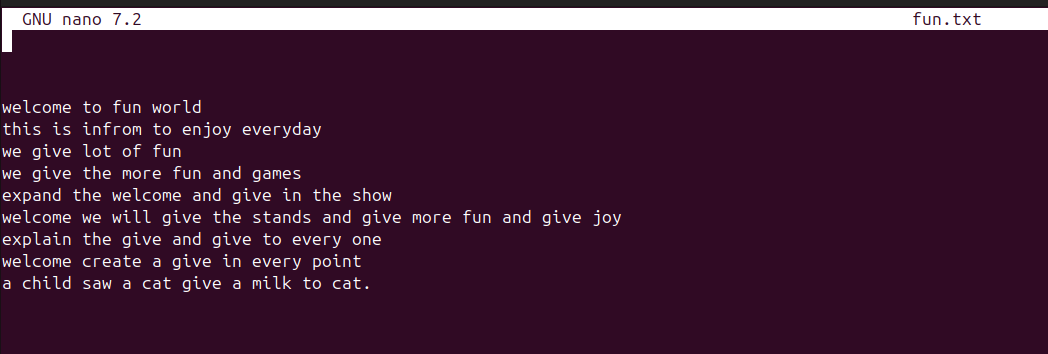 GNU nano 7.2 fun.txt
welcome to fun world
this is infrom to enjoy everyday
we give lot of fun
we give the more fun and games
expand the welcome and give in the show
welcome we will give the stands and give more fun and give joy
explain the give and give to every one
welcome create a give in every point
a child saw a cat give a milk to cat.